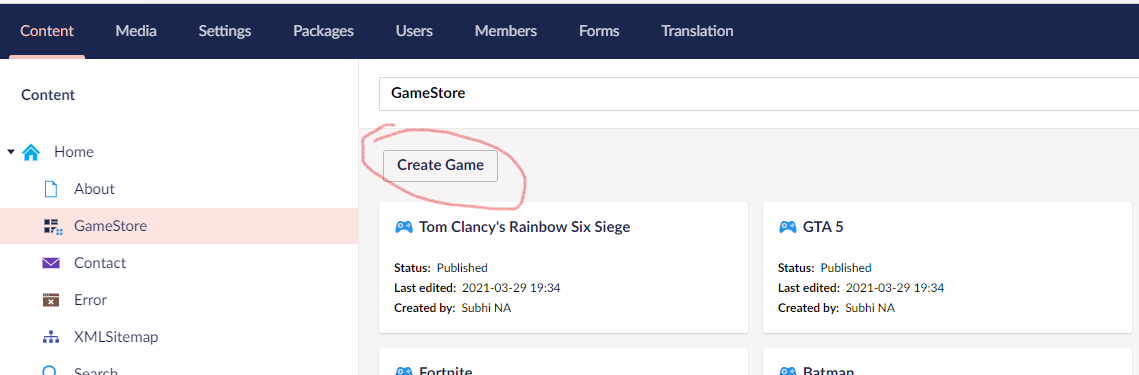 Content Media Settings Packages Users Members Forms Translation
Content
Home
About
GameStore
Contact
Error
XMLSitemap
Search
GameStore
Create Game
Tom Clancy's Rainbow Six Siege
Status: Published
Last edited: 2021-03-29 19:34
Created by: Subhi NA
GTA 5
Status: Published
Last edited: 2021-03-29 19:34
Created by: Subhi NA
Fortnite
Batman